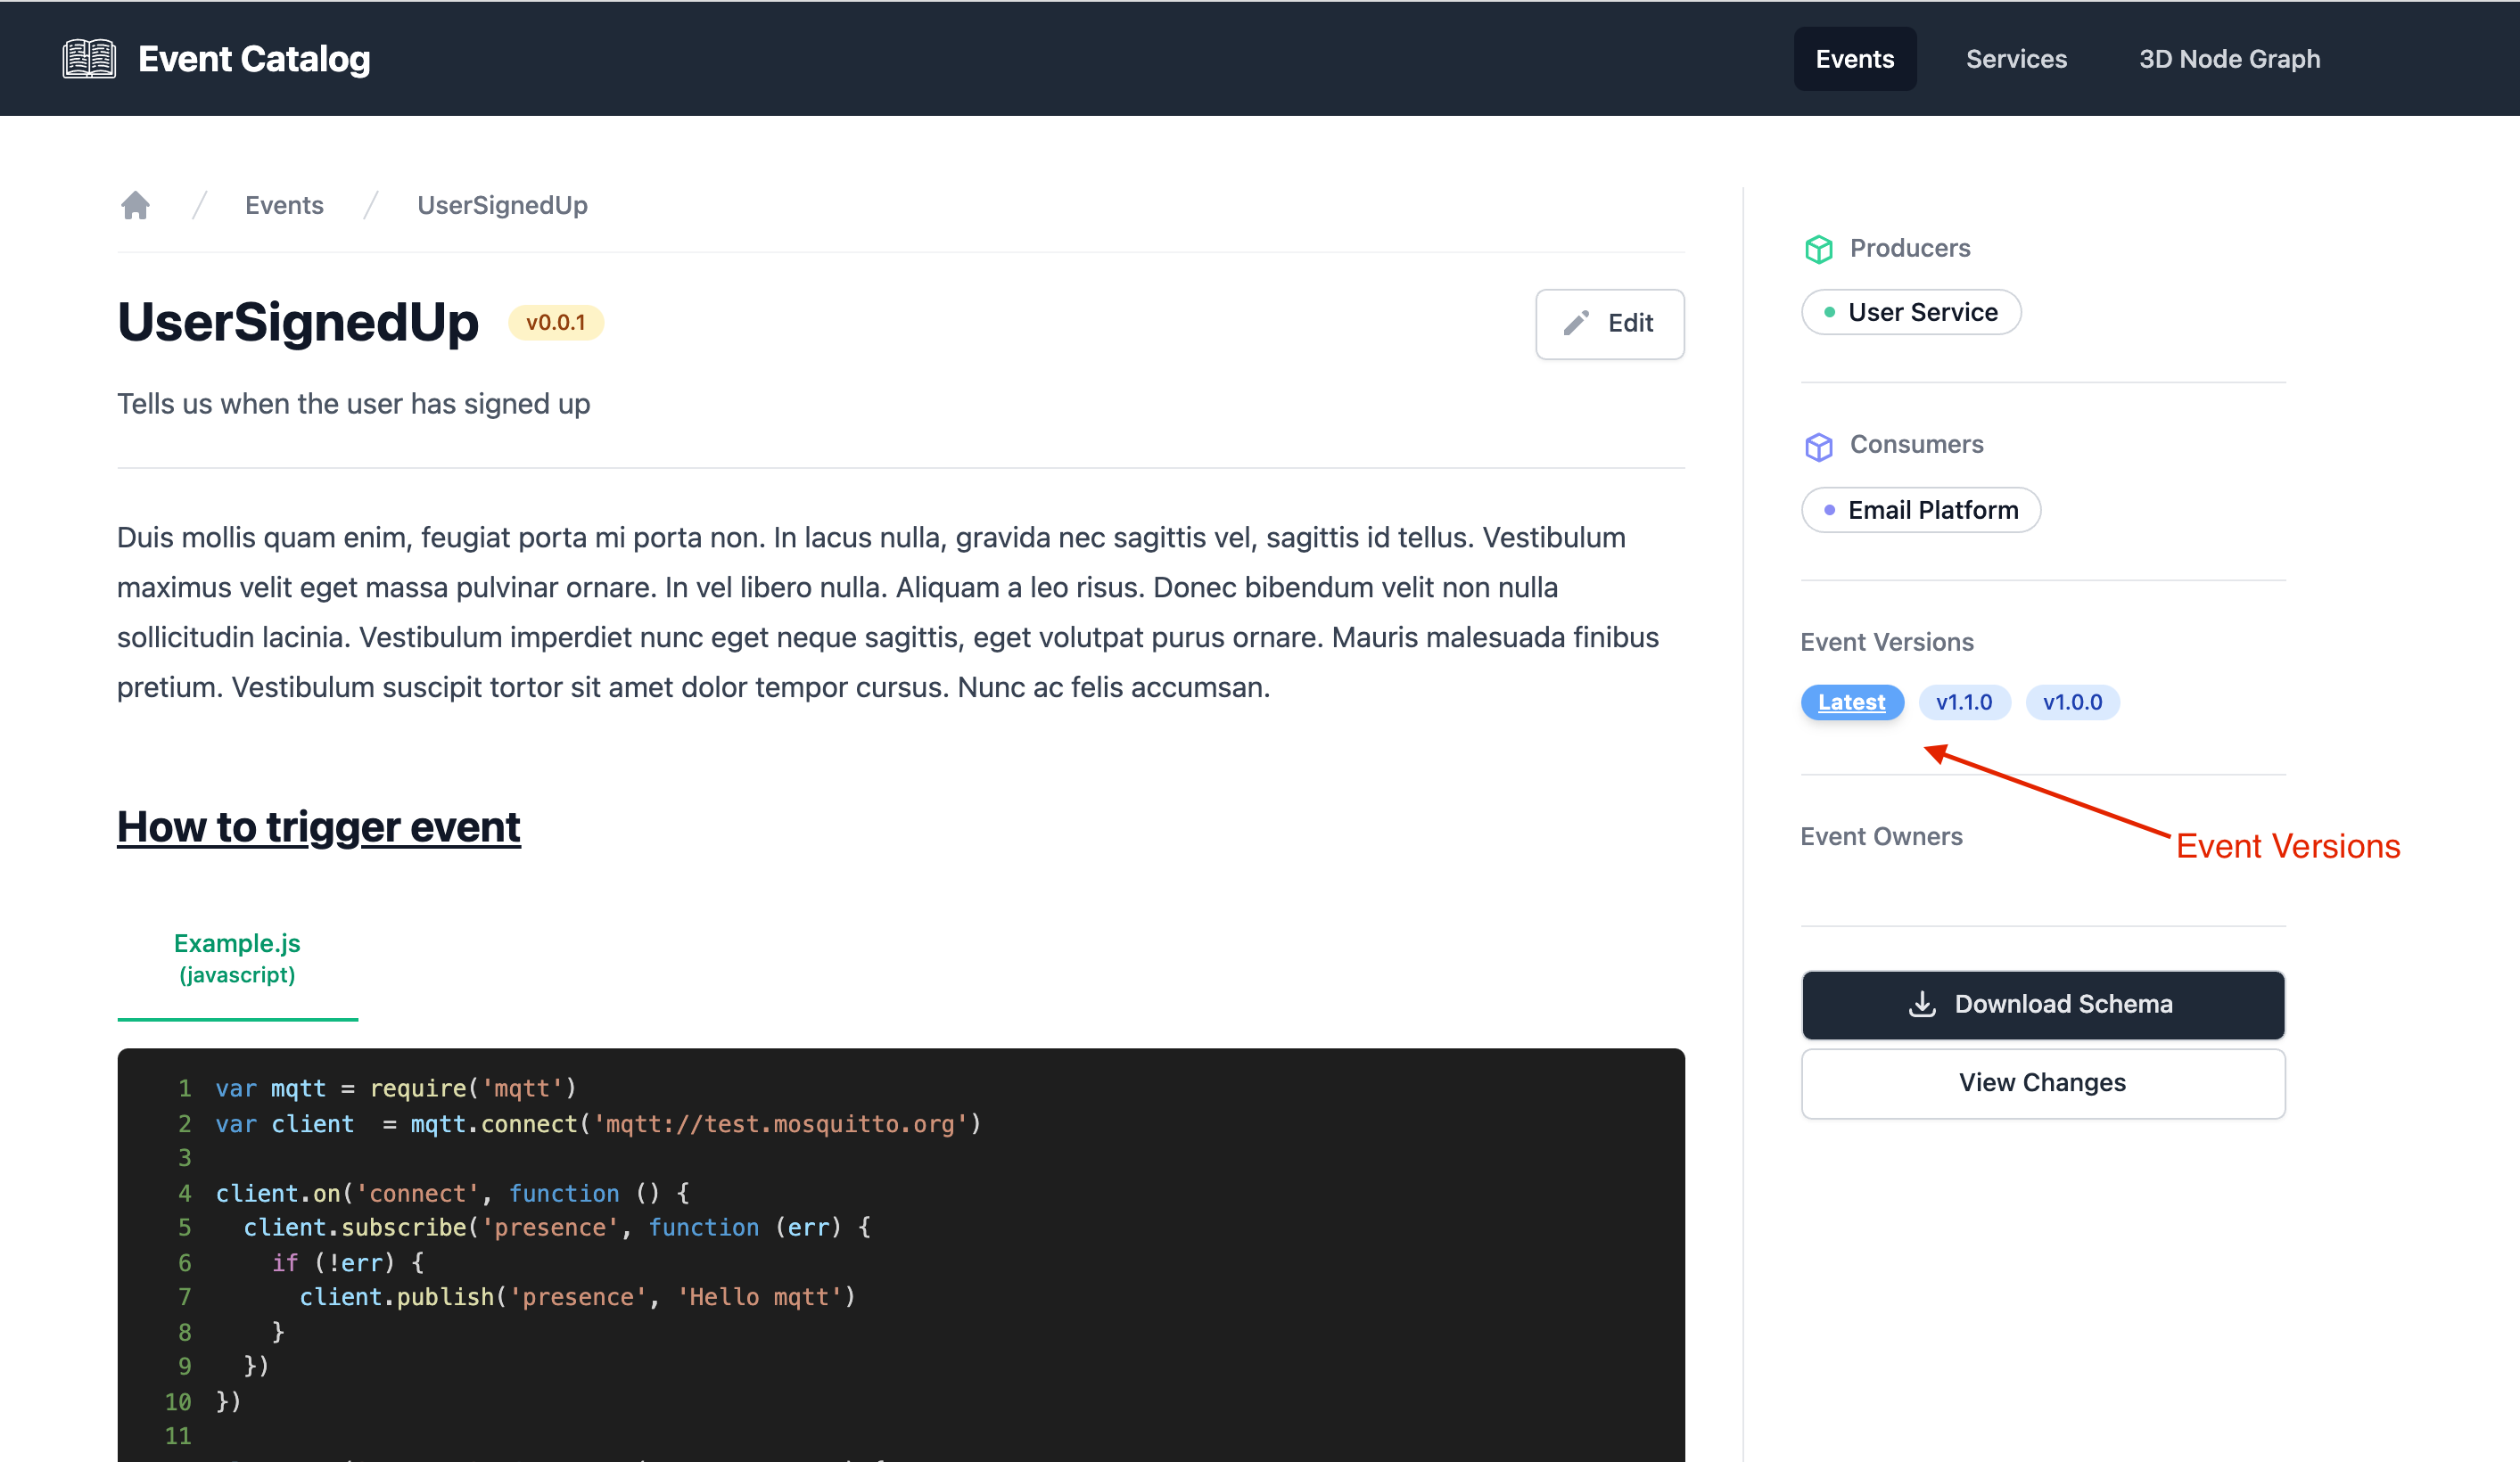 Event Catalog
Events
Services
3D Node Graph
Events
UserSignedUp
UserSignedUp
v0.0.1
Edit
Tells us when the user has signed up
Duis mollis quam enim, feugiat porta mi porta non. In lacus nulla, gravida nec sagittis vel, sagittis id tellus. Vestibulum
maximus velit eget massa pulvinar ornare. In vel libero nulla. Aliquam a leo risus. Donec bibendum velit non nulla
sollicitudin lacinia. Vestibulum imperdiet nunc eget neque sagittis, eget volutpat purus ornare. Mauris malesuada finibus
pretium. Vestibulum suscipit tortor sit amet dolor tempor cursus. Nunc ac felis accumsan.
How to trigger event
Example.js
(javascript)
1 var mqtt = require('mqtt')
2 var client  = mqtt.connect('mqtt://test.mosquitto.org')
3
4 client.on('connect', function () {
5   client.subscribe('presence', function (err) {
6     if (!err) {
7       client.publish('presence', 'Hello mqtt')
8     }
9   })
10 })
11
Producers
User Service
Consumers
Email Platform
Event Versions
Latest
v1.1.0
v1.0.0
Event Versions
Event Owners
Download Schema
View Changes